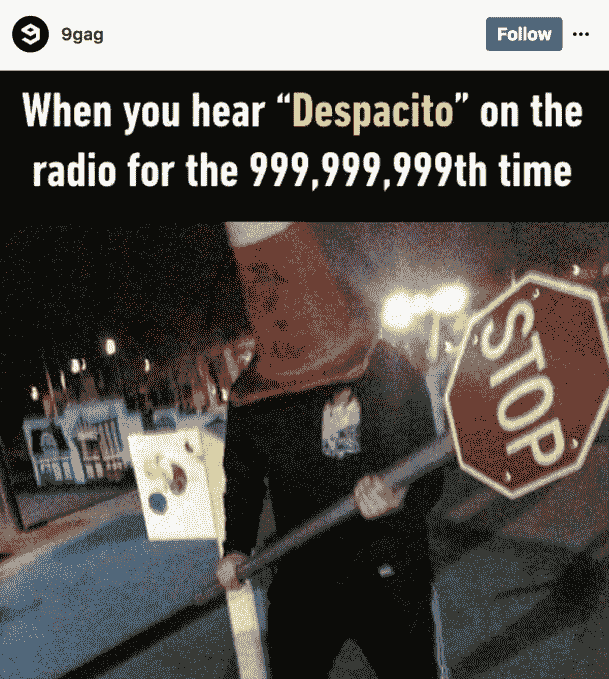 9gag
Follow
When you hear “Despacito” on the
radio for the 999,999,999th time
STOP